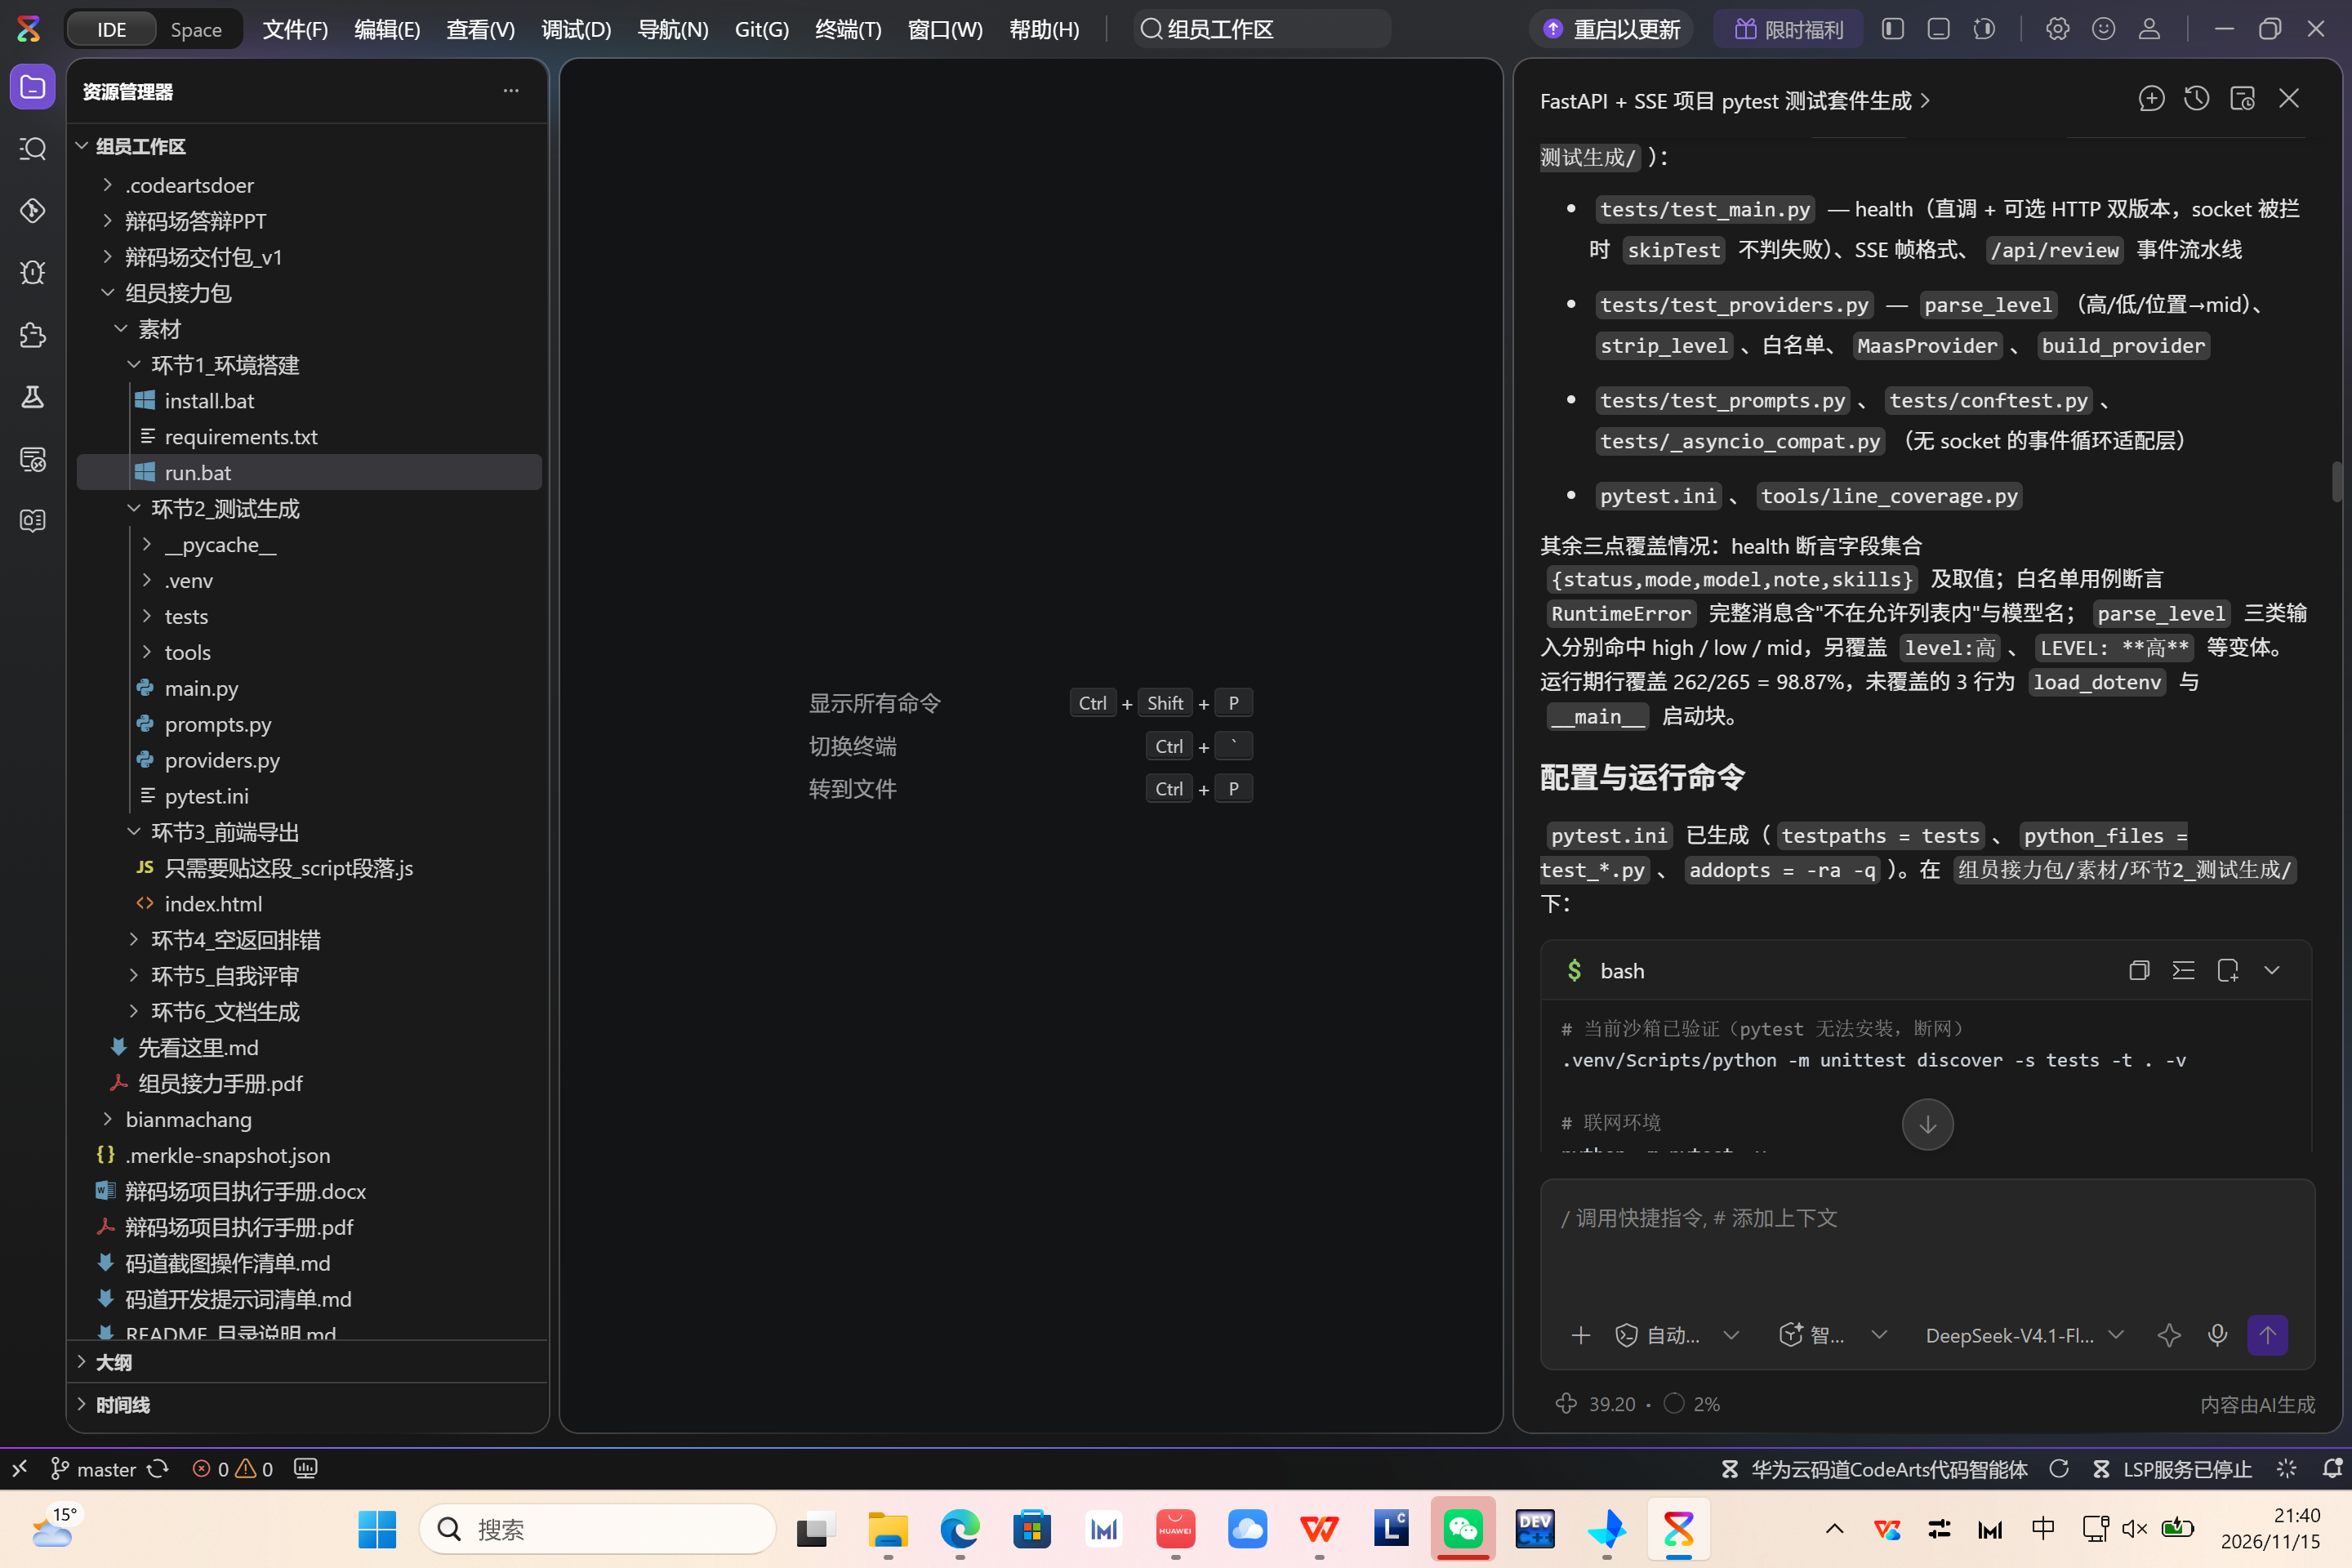 IDE
Space
文件(F)
编辑(E)
查看(V)
调试(D)
导航(N)
Git(G)
终端(T)
窗口(W)
帮助(H)
组员工作区
重启以更新
限时福利
资源管理器
组员工作区
.codeartsdoer
辩码场答辩PPT
辩码场交付包_v1
组员接力包
素材
环节1_环境搭建
install.bat
requirements.txt
run.bat
环节2_测试生成
__pycache__
.venv
tests
tools
main.py
prompts.py
providers.py
pytest.ini
环节3_前端导出
JS 只需要贴这段_script段落.js
index.html
环节4_空返回排错
环节5_自我评审
环节6_文档生成
先看这里.md
组员接力手册.pdf
bianmachang
.merkle-snapshot.json
辩码场项目执行手册.docx
辩码场项目执行手册.pdf
码道截图操作清单.md
码道开发提示词清单.md
README_目录说明.md
大纲
时间线
显示所有命令 Ctrl + Shift + P
切换终端 Ctrl + `
转到文件 Ctrl + P
FastAPI + SSE 项目 pytest 测试套件生成
测试生成/ ）：
tests/test_main.py — health（直调 + 可选 HTTP 双版本，socket 被拦
时 skipTest 不判失败）、SSE 帧格式、 /api/review 事件流水线
tests/test_providers.py — parse_level （高/低/位置→mid）、
strip_level 、白名单、 MaasProvider 、 build_provider
tests/test_prompts.py 、 tests/conftest.py 、
tests/_asyncio_compat.py （无 socket 的事件循环适配层）
pytest.ini 、 tools/line_coverage.py
其余三点覆盖情况：health 断言字段集合
{status,mode,model,note,skills} 及取值；白名单用例断言
RuntimeError 完整消息含"不在允许列表内"与模型名； parse_level 三类输
入分别命中 high / low / mid，另覆盖 level:高 、 LEVEL: **高** 等变体。
运行期行覆盖 262/265 = 98.87%，未覆盖的 3 行为 load_dotenv 与
__main__ 启动块。
配置与运行命令
pytest.ini 已生成（ testpaths = tests 、 python_files =
test_*.py 、 addopts = -ra -q ）。在 组员接力包/素材/环节2_测试生成/
下：
$ bash
# 当前沙箱已验证（pytest 无法安装，断网）
.venv/Scripts/python -m unittest discover -s tests -t . -v
# 联网环境
/ 调用快捷指令, # 添加上下文
自动...
智...
DeepSeek-V4.1-Fl...
39.20 • 2%
内容由AI生成
master
0
0
华为云码道CodeArts代码智能体
LSP服务已停止
15°
搜索
HUAWEI
LC
DEV C++
中
21:40
2026/11/15